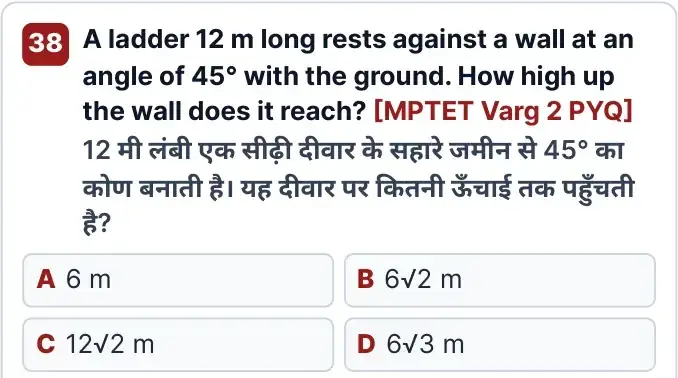 38 A ladder 12 m long rests against a wall at an
angle of 45° with the ground. How high up
the wall does it reach? [MPTET Varg 2 PYQ]
12 मी लंबी एक सीढ़ी दीवार के सहारे जमीन से 45° का
कोण बनाती है। यह दीवार पर कितनी ऊँचाई तक पहुँचती
है?
A 6 m
B 6√2 m
C 12√2 m
D 6√3 m